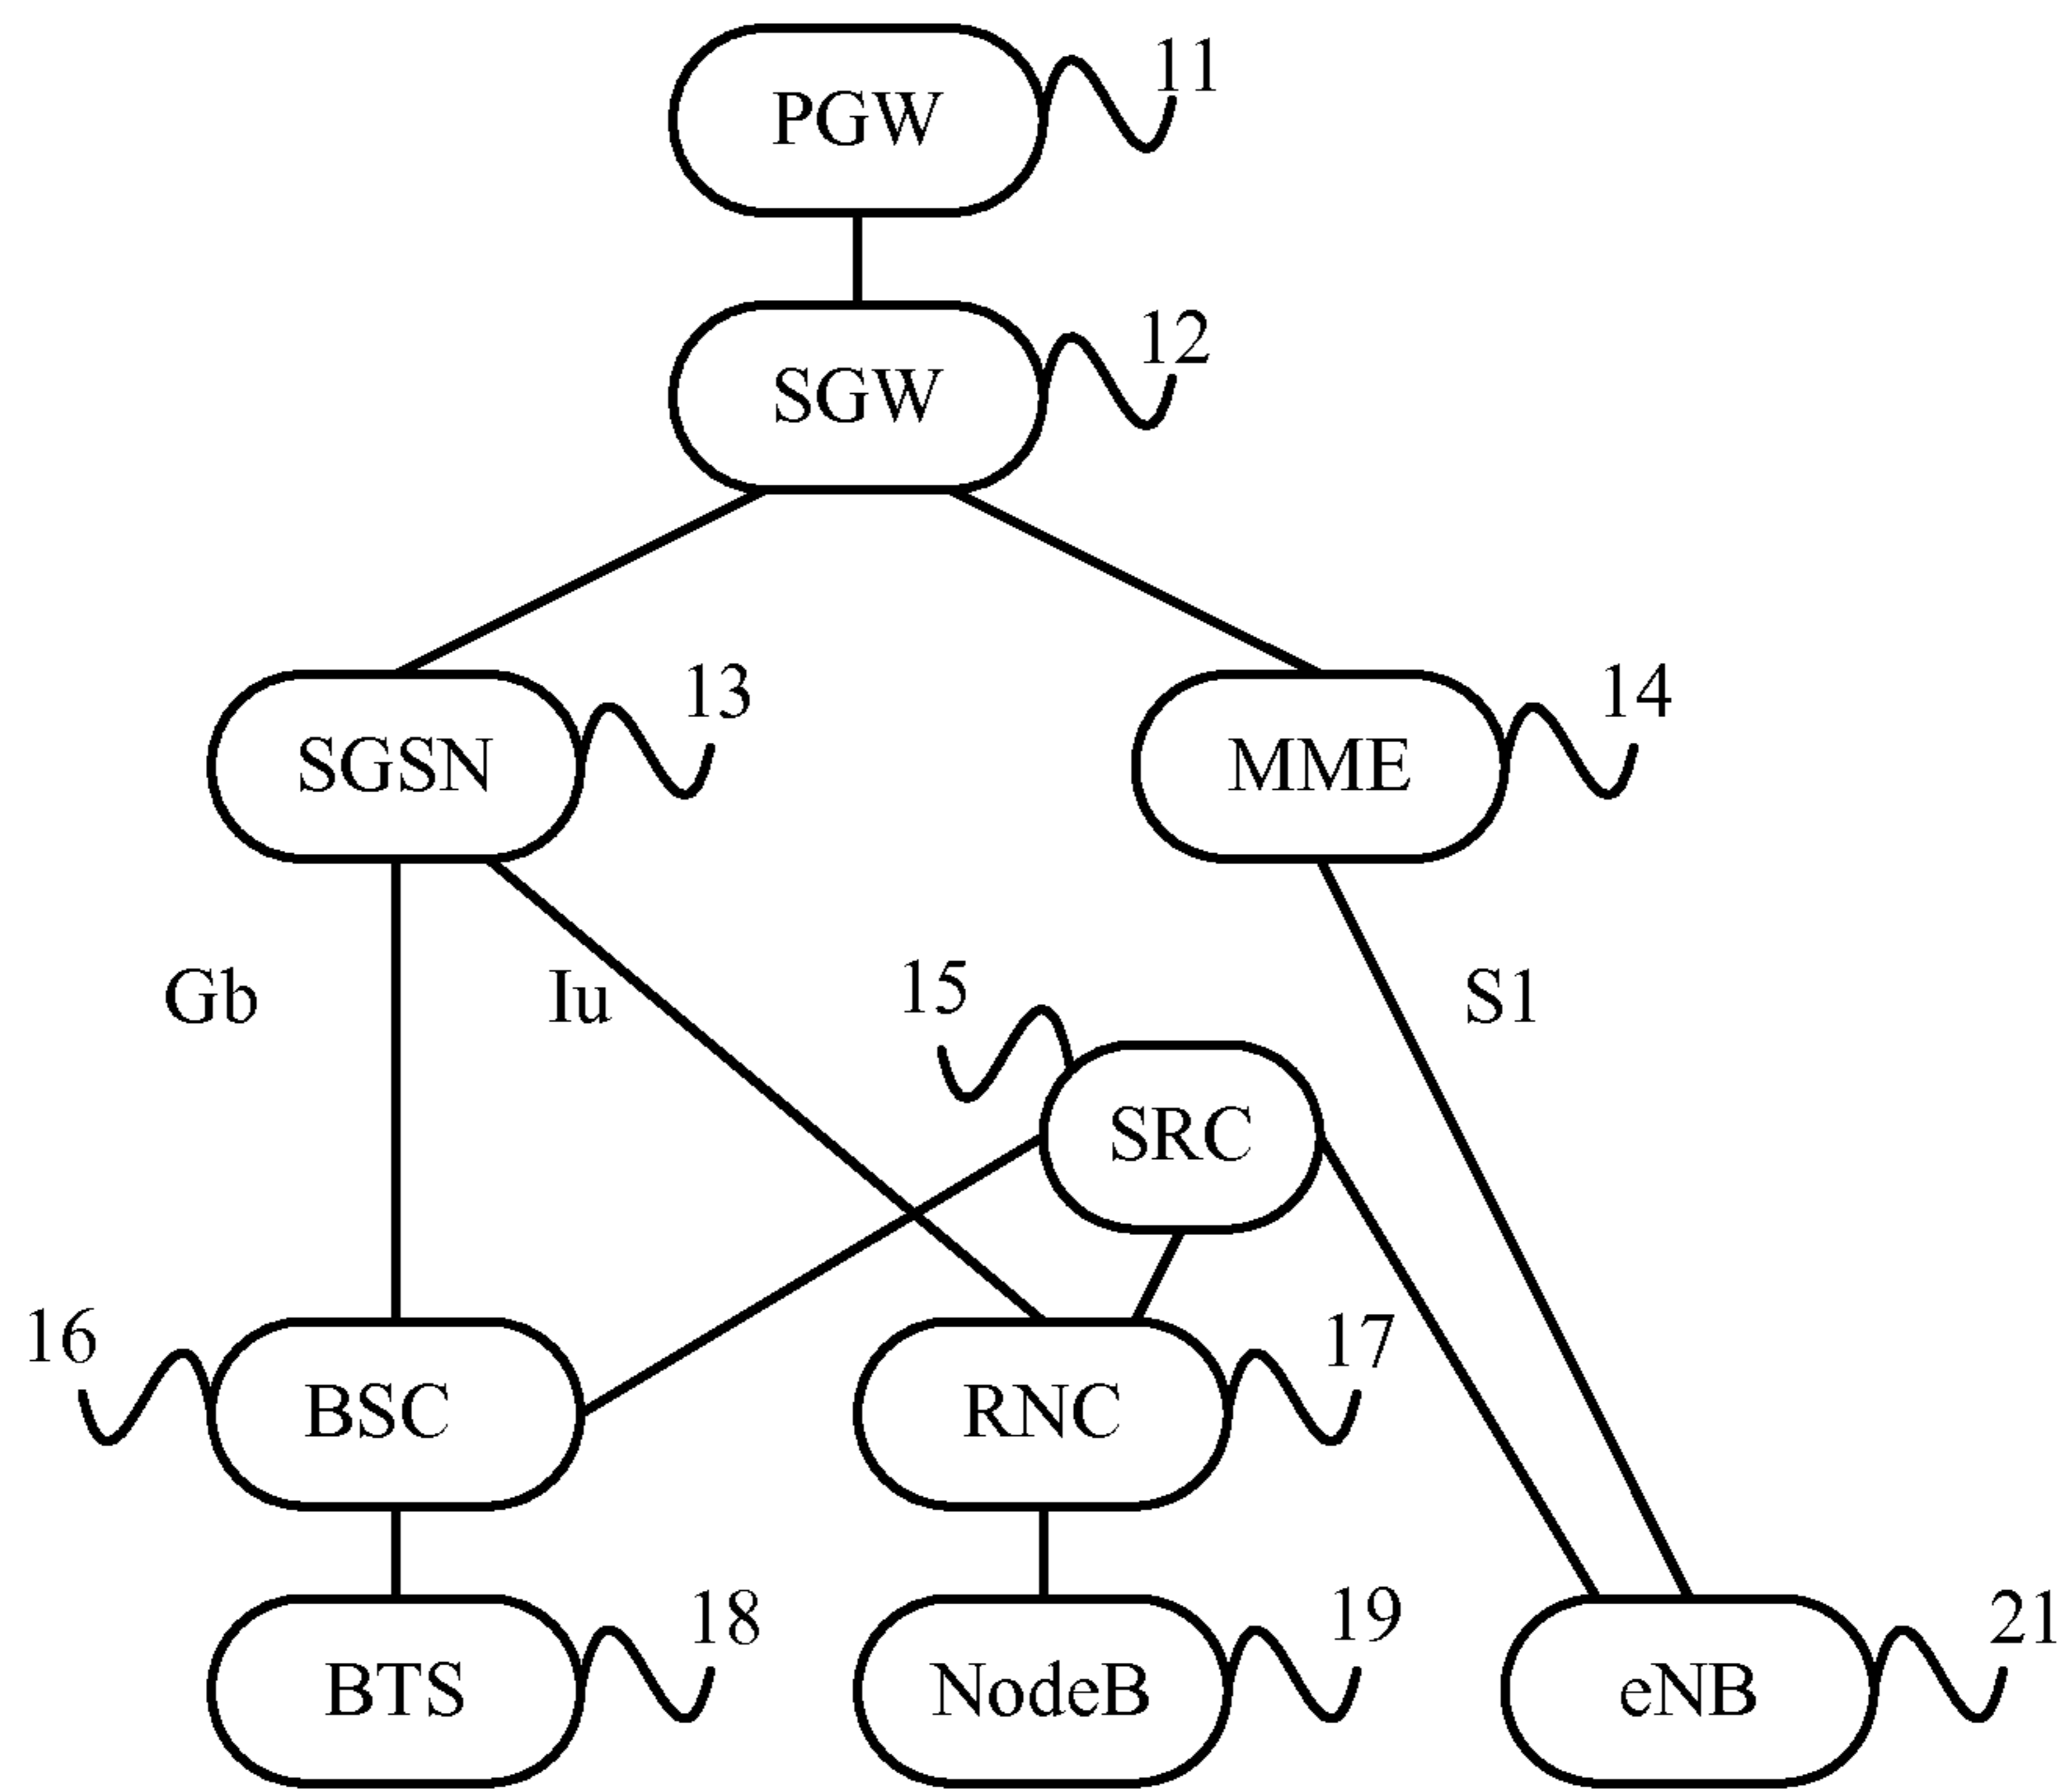 11
PGW
12
SGW
13
14
SGSN
MME
15
Gb
Iu
S1
SRC
16
17
BSC
RNC
18
19
21
BTS
NodeB
eNB